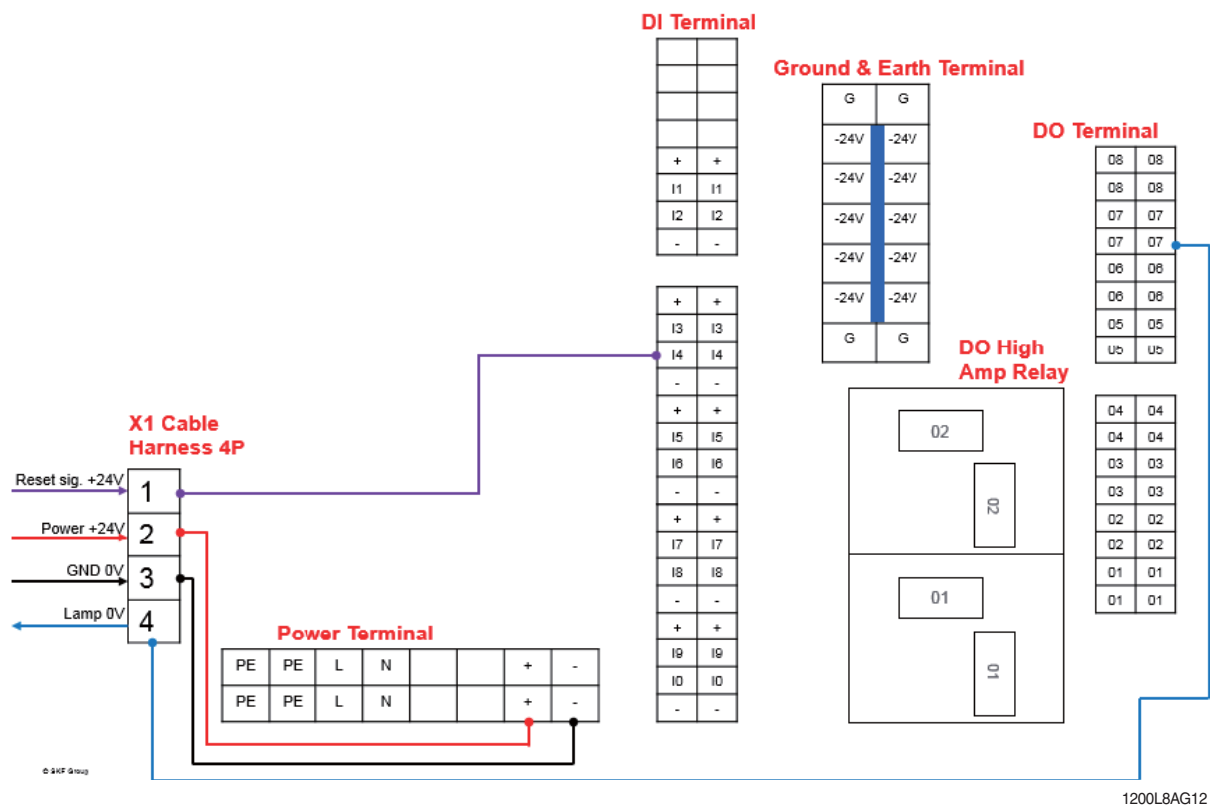 DI Terminal
+ +
I1 I1
I2 I2
- -
+ +
I3 I3
I4 I4
- -
+ +
I5 I5
I6 I6
- -
+ +
I7 I7
I8 I8
- -
+ +
I9 I9
I0 I0
- -
Ground & Earth Terminal
G G
-24V -24V
-24V -24V
-24V -24V
-24V -24V
-24V -24V
G G
DO Terminal
08 08
08 08
07 07
07 07
06 06
06 06
05 05
05 05
04 04
04 04
03 03
03 03
02 02
02 02
01 01
01 01
DO High
Amp Relay
02
02
01
01
X1 Cable
Harness 4P
Reset sig. +24V 1
Power +24V 2
GND 0V 3
Lamp 0V 4
Power Terminal
PE PE L N + -
PE PE L N + -
© SKF Group
1200L8AG12